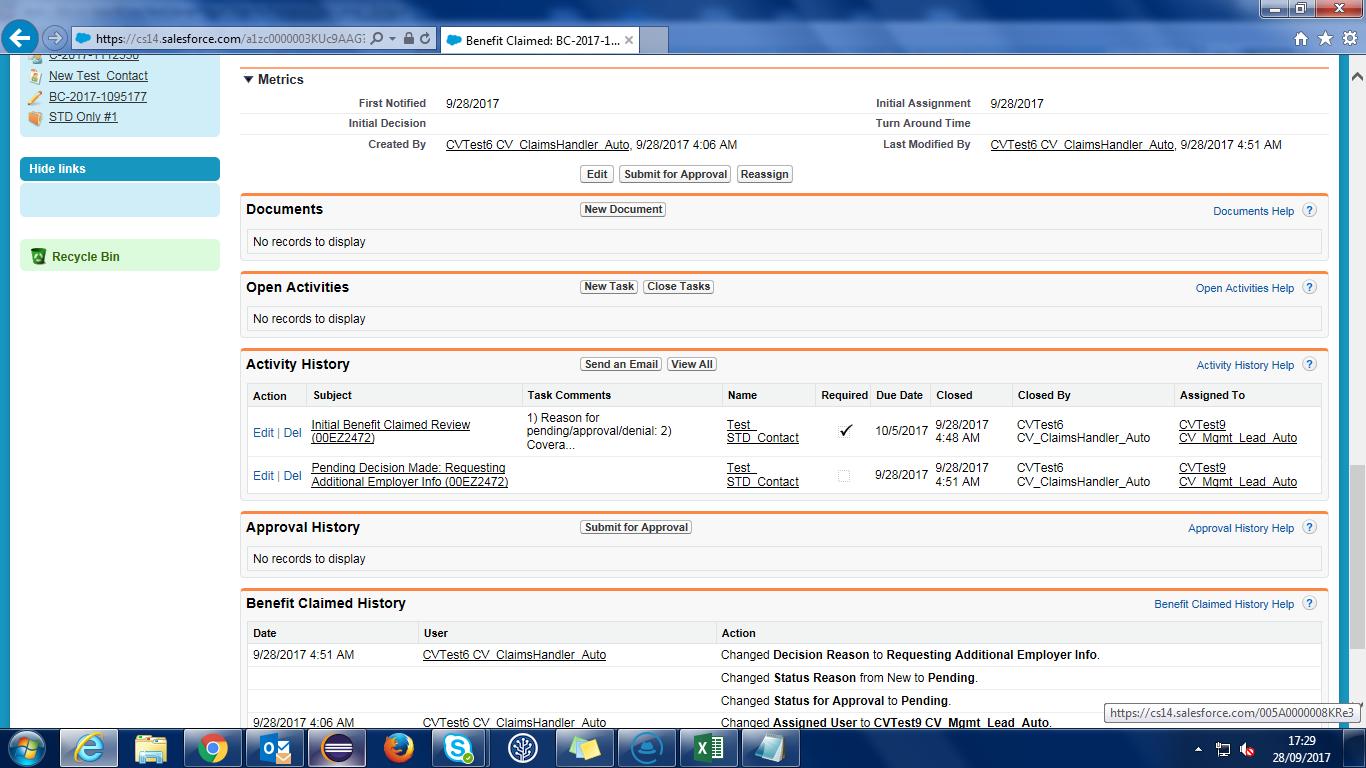 https://cs14.salesforce.com/a1zc0000003KUc9AAG
Benefit Claimed: BC-2017-1...
C-2017-1112556
New Test_Contact
BC-2017-1095177
STD Only #1
Hide links
Recycle Bin
Metrics
First Notified 9/28/2017 Initial Assignment 9/28/2017
Initial Decision Turn Around Time
Created By CVTest6 CV_ClaimsHandler_Auto, 9/28/2017 4:06 AM Last Modified By CVTest6 CV_ClaimsHandler_Auto, 9/28/2017 4:51 AM
Edit Submit for Approval Reassign
Documents New Document Documents Help ?
No records to display
Open Activities New Task Close Tasks Open Activities Help ?
No records to display
Activity History Send an Email View All Activity History Help ?
Action Subject Task Comments Name Required Due Date Closed Closed By Assigned To
Edit | Del Initial Benefit Claimed Review (00EZ2472) 1) Reason for pending/approval/denial: 2) Covera... Test_ STD_Contact 10/5/2017 9/28/2017 4:48 AM CVTest6 CV_ClaimsHandler_Auto CVTest9 CV_Mgmt_Lead_Auto
Edit | Del Pending Decision Made: Requesting Additional Employer Info (00EZ2472) Test_ STD_Contact 9/28/2017 9/28/2017 4:51 AM CVTest6 CV_ClaimsHandler_Auto CVTest9 CV_Mgmt_Lead_Auto
Approval History Submit for Approval Approval History Help ?
No records to display
Benefit Claimed History Benefit Claimed History Help ?
Date User Action
9/28/2017 4:51 AM CVTest6 CV_ClaimsHandler_Auto Changed Decision Reason to Requesting Additional Employer Info.
Changed Status Reason from New to Pending.
Changed Status for Approval to Pending.
9/28/2017 4:06 AM CVTest6 CV_ClaimsHandler_Auto Changed Assigned User to CVTest9 CV_Mgmt_Lead_Auto.
https://cs14.salesforce.com/005A0000008KRe3
17:29
28/09/2017